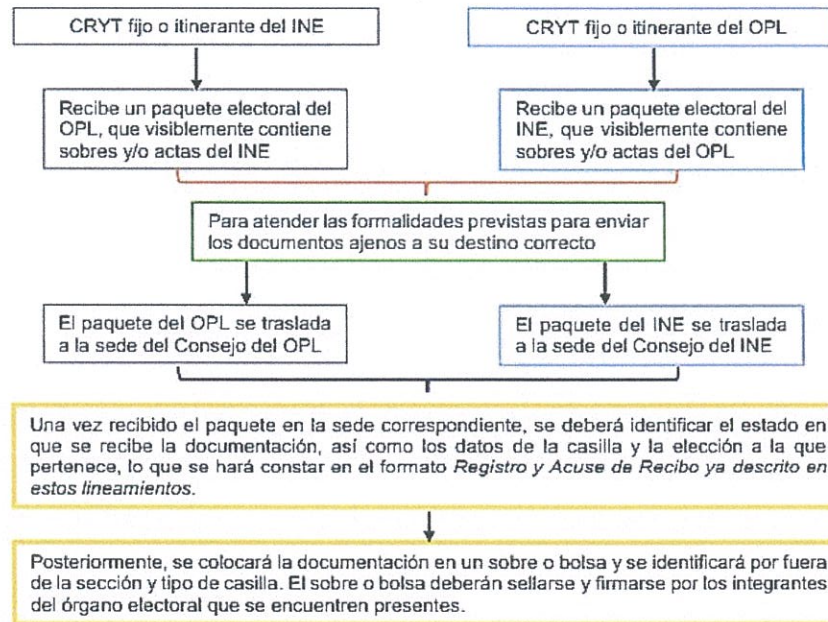 CRYT fijo o itinerante del INE
CRYT fijo o itinerante del OPL
Recibe un paquete electoral del
OPL, que visiblemente contiene
sobres y/o actas del INE
Recibe un paquete electoral del
INE, que visiblemente contiene
sobres y/o actas del OPL
Para atender las formalidades previstas para enviar
los documentos ajenos a su destino correcto
El paquete del OPL se traslada
a la sede del Consejo del OPL
El paquete del INE se traslada
a la sede del Consejo del INE
Una vez recibido el paquete en la sede correspondiente, se deberá identificar el estado en
que se recibe la documentación, así como los datos de la casilla y la elección a la que
pertenece, lo que se hará constar en el formato Registro y Acuse de Recibo ya descrito en
estos lineamientos.
Posteriormente, se colocará la documentación en un sobre o bolsa y se identificará por fuera
de la sección y tipo de casilla. El sobre o bolsa deberán sellarse y firmarse por los integrantes
del órgano electoral que se encuentren presentes.